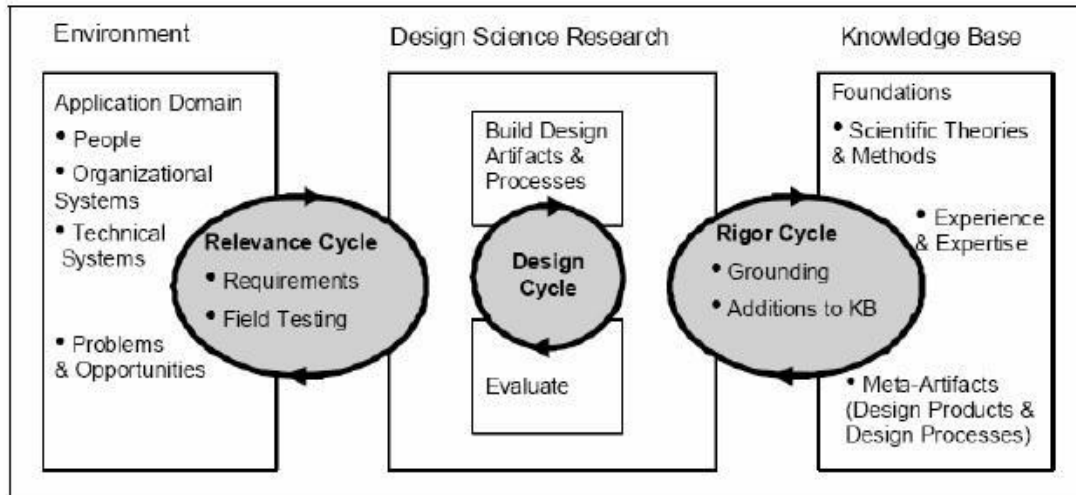 Environment
Design Science Research
Knowledge Base
Application Domain
• People
• Organizational
Systems
• Technical
Systems
• Problems
& Opportunities
Relevance Cycle
• Requirements
• Field Testing
Build Design
Artifacts &
Processes
Design
Cycle
Evaluate
Rigor Cycle
• Grounding
• Additions to KB
Foundations
• Scientific Theories
& Methods
• Experience
& Expertise
• Meta-Artifacts
(Design Products &
Design Processes)